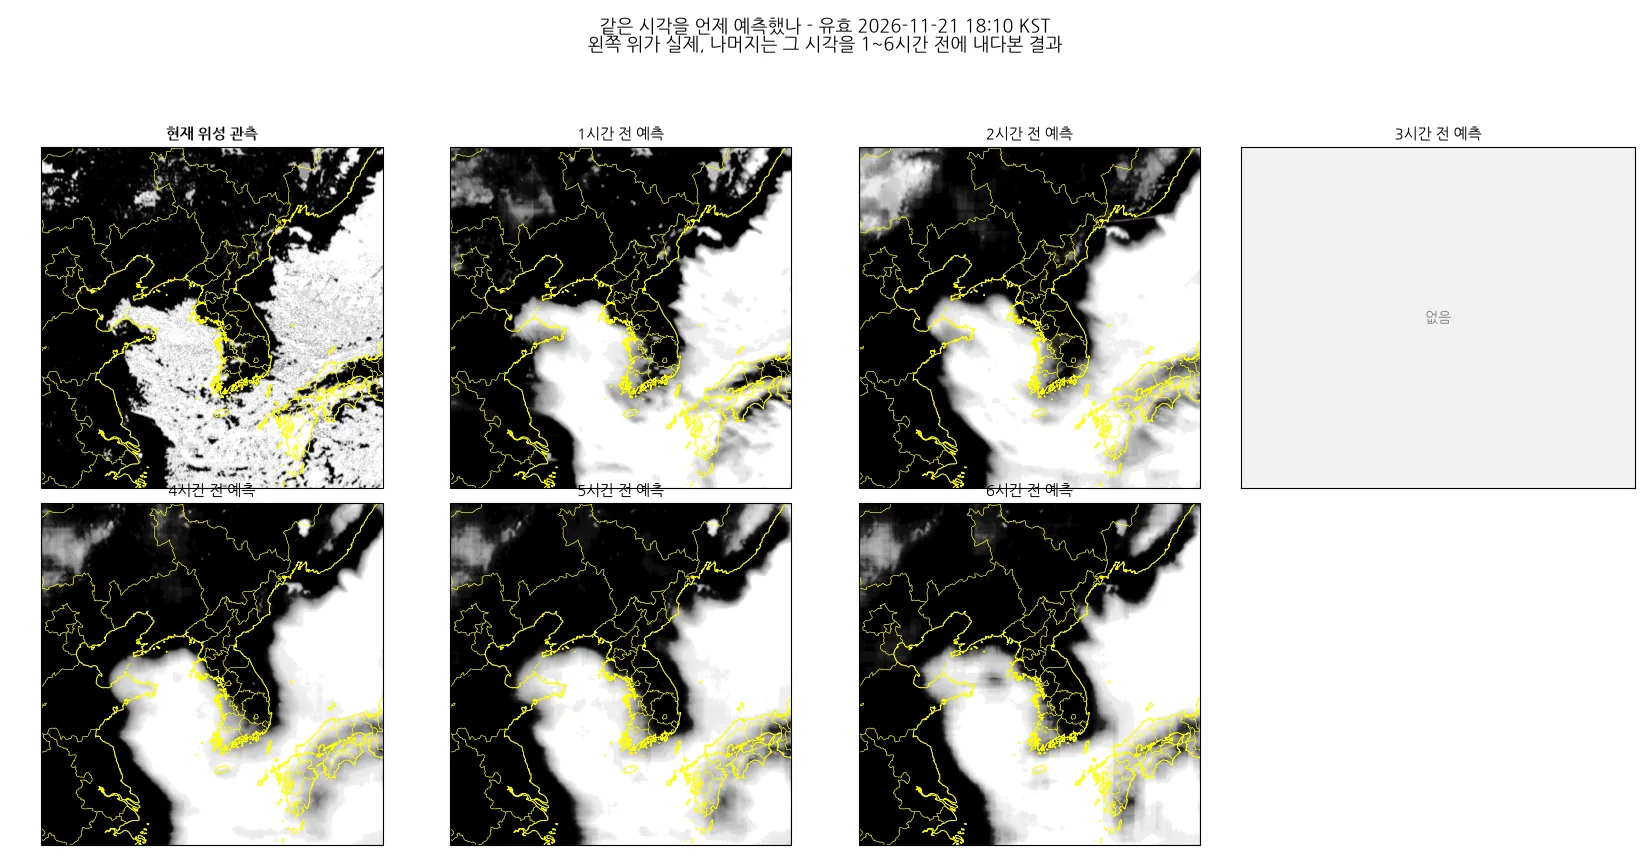 같은 시각을 언제 예측했나 - 유효 2026-11-21 18:10 KST
왼쪽 위가 실제, 나머지는 그 시각을 1~6시간 전에 내다본 결과
현재 위성 관측
1시간 전 예측
2시간 전 예측
3시간 전 예측
없음
4시간 전 예측
5시간 전 예측
6시간 전 예측